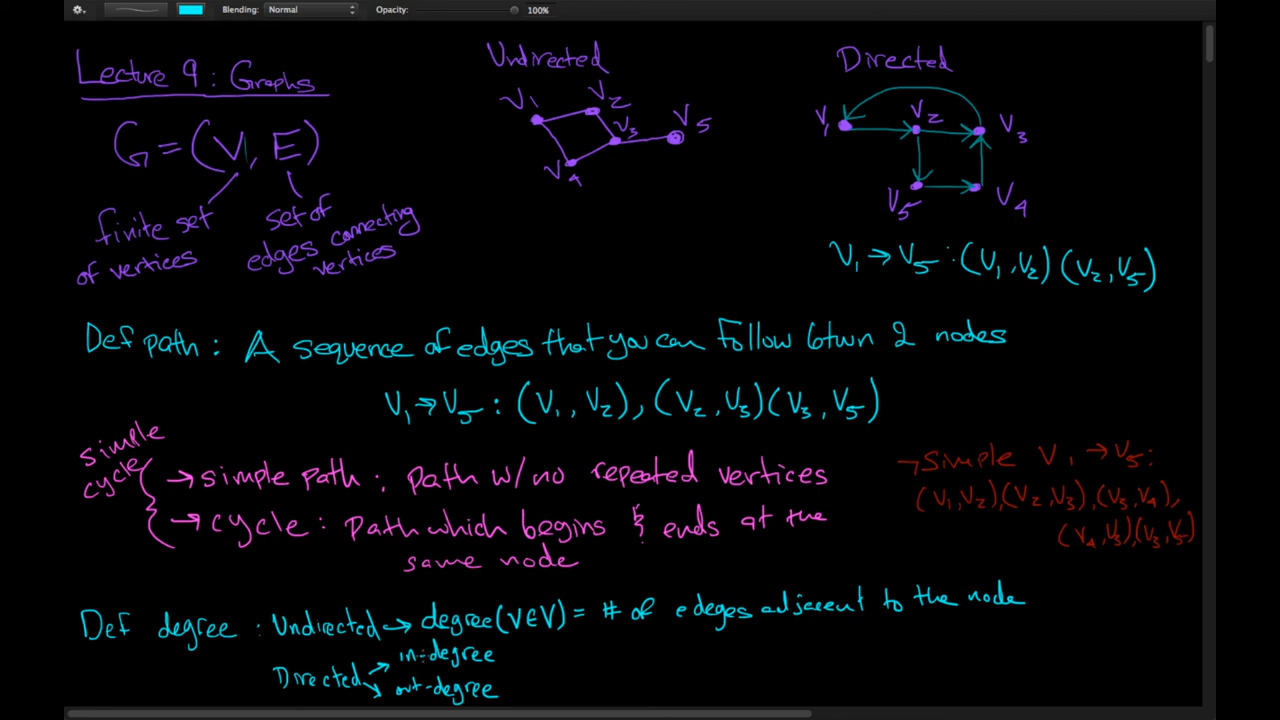 Blending: Normal Opacity: 100%
Lecture 9 : Graphs
G = (V, E)
finite set
of vertices
set of
edges connecting
vertices
Undirected
V1
V2
V3
V5
V4
Directed
V1
V2
V3
V5
V4
V1 → V5 : (V1, V2) (V2, V5)
Def path : A sequence of edges that you can follow btwn 2 nodes
V1 → V5 : (V1, V2), (V2, V3) (V3, V5)
simple
cycle
→ simple path : Path w/ no repeated vertices
→ cycle : Path which begins & ends at the
same node
¬Simple V1 → V5 :
(V1, V2), (V2, V3), (V3, V4),
(V4, V3), (V3, V5)
Def degree : Undirected → degree(V∈V) = # of edeges adjacent to the node
Directed → in-degree
→ out-degree